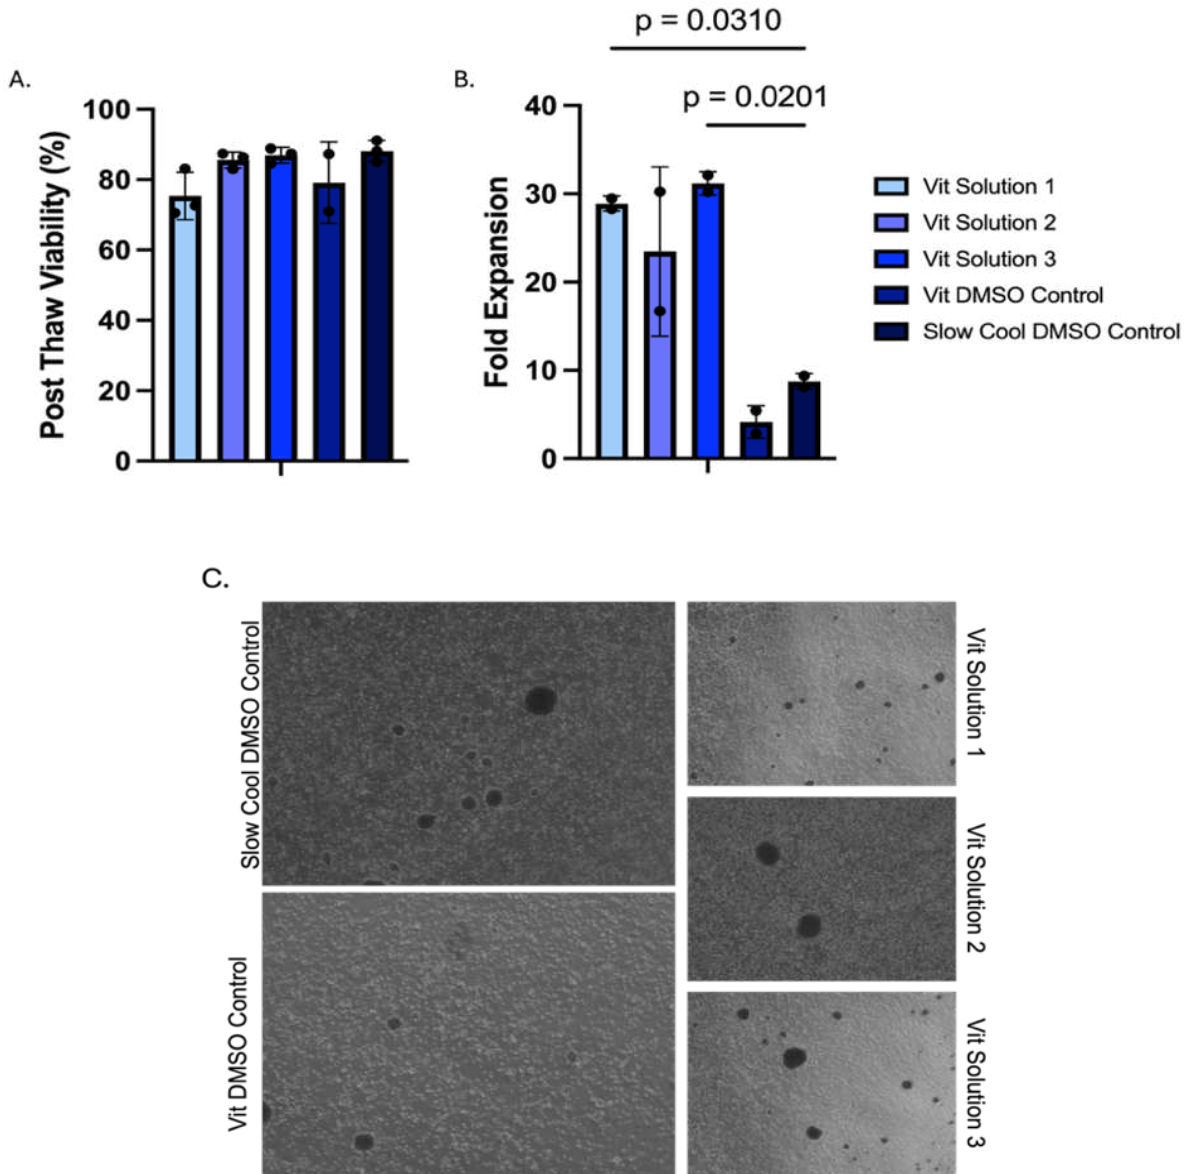 p = 0.0310
A.
B.
p = 0.0201
100
80
60
40
20
0
Post Thaw Viability (%)
40
30
20
10
0
Fold Expansion
Vit Solution 1
Vit Solution 2
Vit Solution 3
Vit DMSO Control
Slow Cool DMSO Control
C.
Slow Cool DMSO Control
Vit DMSO Control
Vit Solution 1
Vit Solution 2
Vit Solution 3